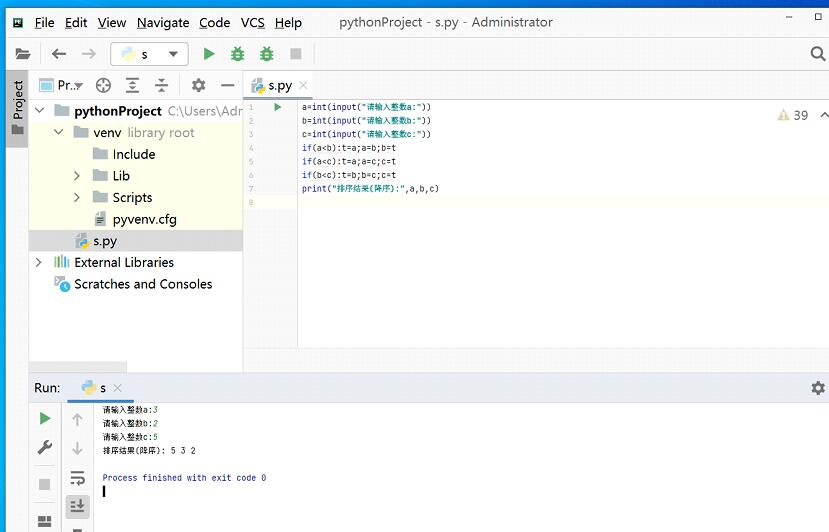 File Edit View Navigate Code VCS Help pythonProject - s.py - Administrator
s
Project
Pr...
s.py
pythonProject C:\Users\Adr
venv library root
Include
Lib
Scripts
pyvenv.cfg
s.py
External Libraries
Scratches and Consoles
39
1 a=int(input("请输入整数a:"))
2 b=int(input("请输入整数b:"))
3 c=int(input("请输入整数c:"))
4 if(a<b):t=a;a=b;b=t
5 if(a<c):t=a;a=c;c=t
6 if(b<c):t=b;b=c;c=t
7 print("排序结果(降序):",a,b,c)
8
Run: s
请输入整数a:3
请输入整数b:2
请输入整数c:5
排序结果(降序): 5 3 2
Process finished with exit code 0